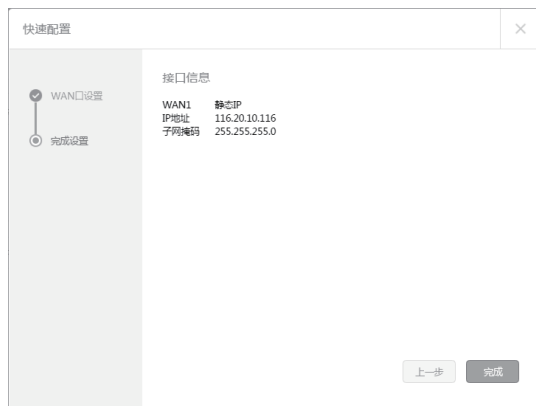 快速配置
WAN口设置
完成设置
接口信息
WAN1 静态IP
IP地址 116.20.10.116
子网掩码 255.255.255.0
上一步 完成